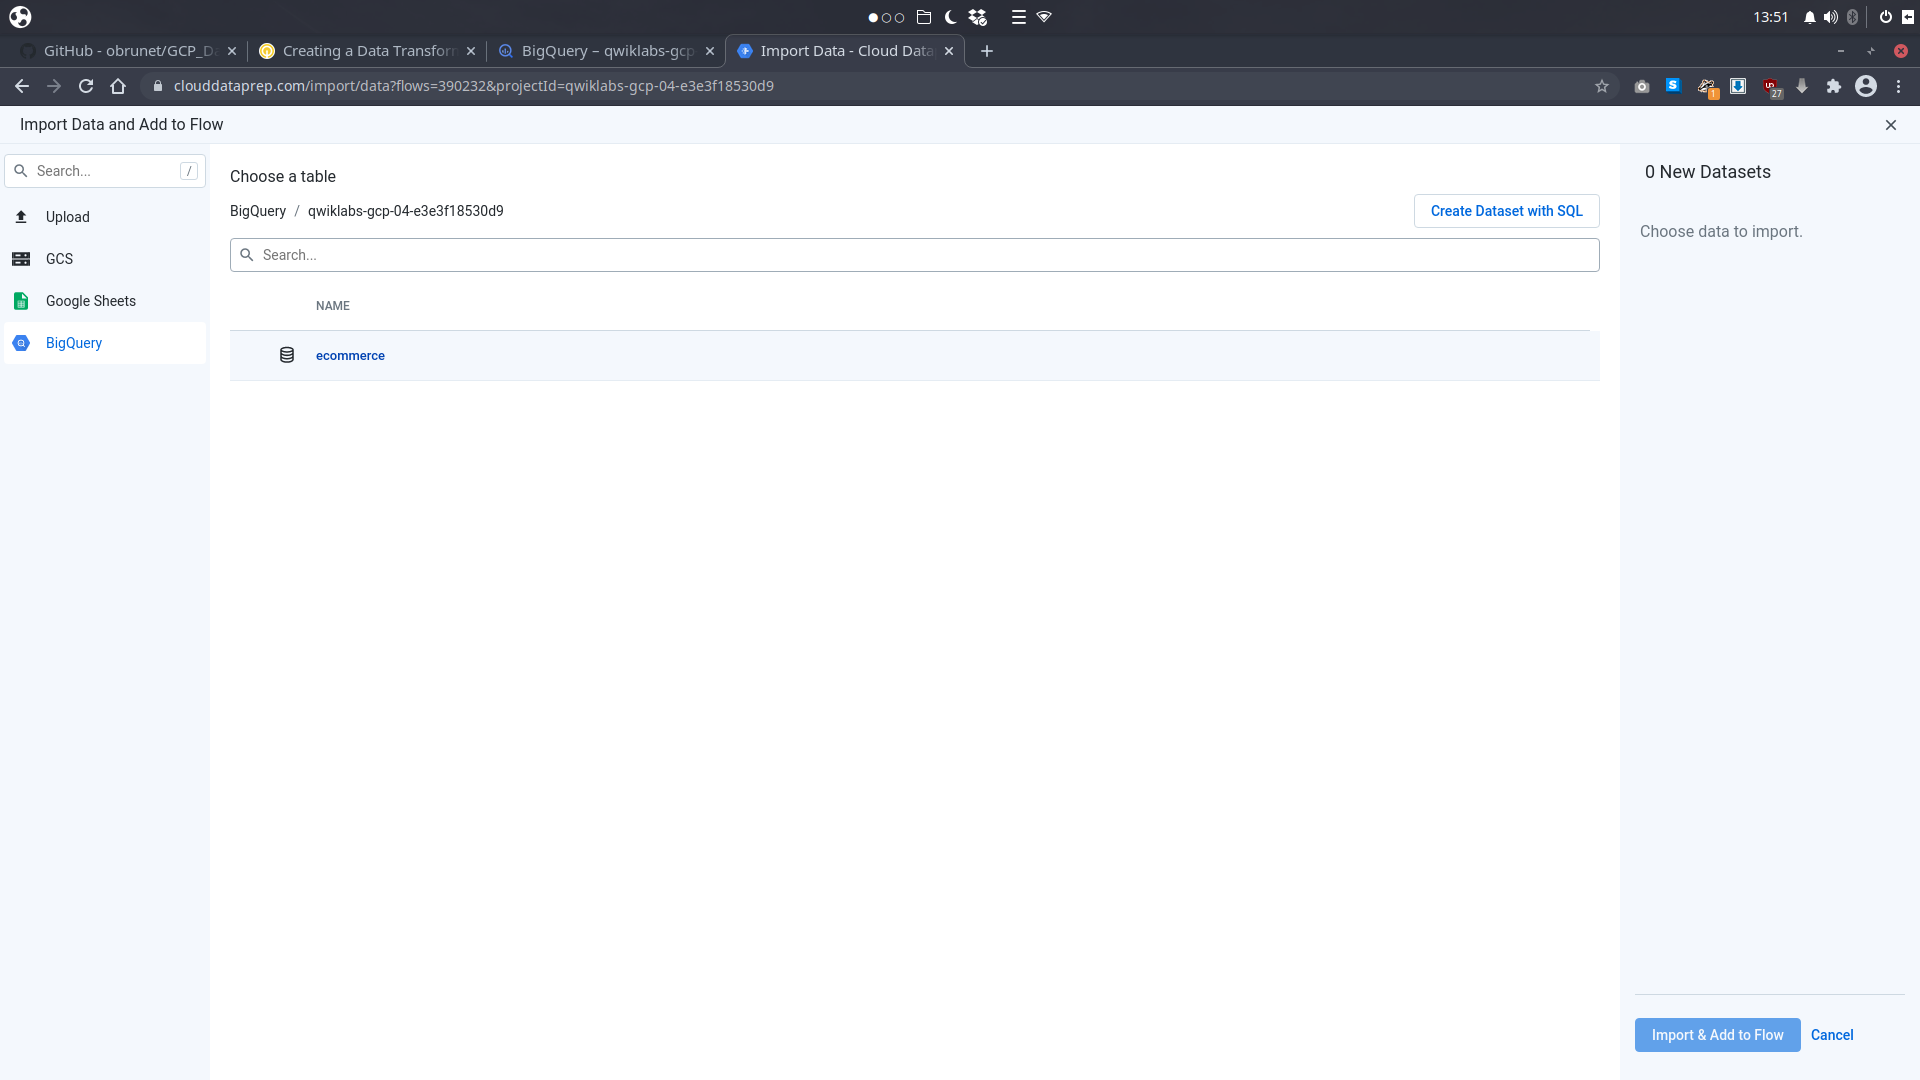 13:51
GitHub - obrunet/GCP_Da
Creating a Data Transfor
BigQuery – qwiklabs-gcp
Import Data - Cloud Data
clouddataprep.com/import/data?flows=390232&projectId=qwiklabs-gcp-04-e3e3f18530d9
S
1
27
Import Data and Add to Flow
Search...
/
Upload
GCS
Google Sheets
BigQuery
Choose a table
BigQuery / qwiklabs-gcp-04-e3e3f18530d9
Create Dataset with SQL
Search...
NAME
ecommerce
0 New Datasets
Choose data to import.
Import & Add to Flow
Cancel